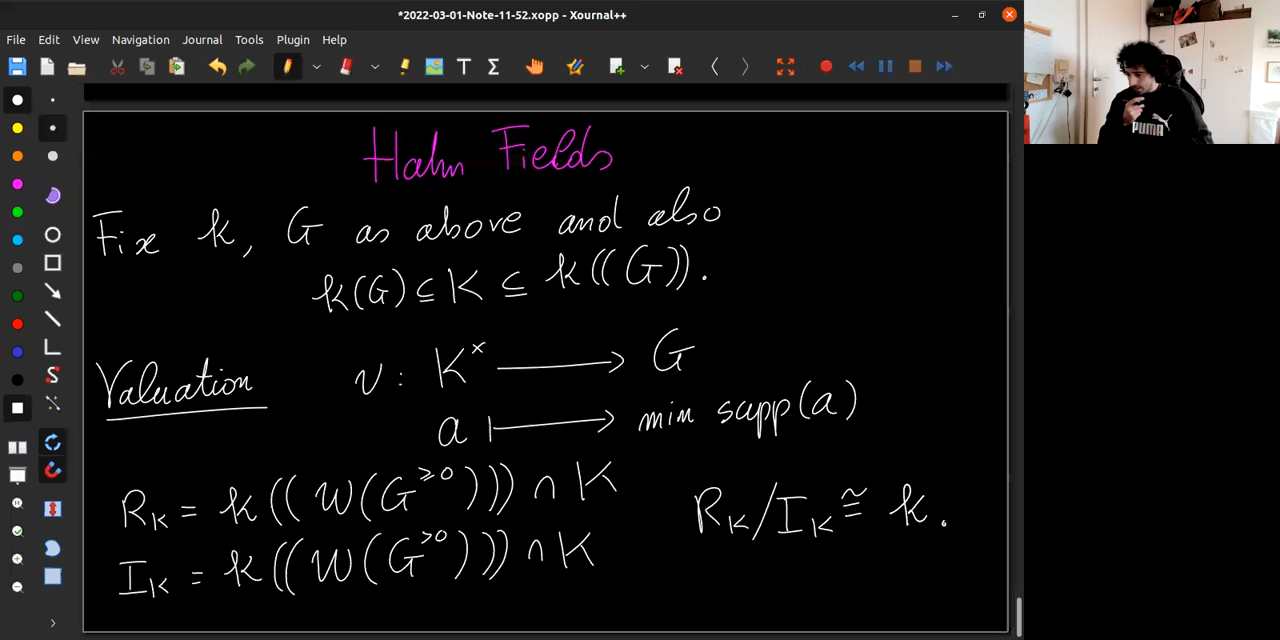 *2022-03-01-Note-11-52.xopp - Xournal++
File Edit View Navigation Journal Tools Plugin Help
Hahn Fields
Fix k, G as above and also
k(G) ⊆ K ⊆ k((G)).
Valuation v : K^× ⟶ G
a ⟼ min supp(a)
R_K = k((W(G^{≥0}))) ∩ K
R_K/I_K ≅ k.
I_K = k((W(G^{>0}))) ∩ K
PUMA